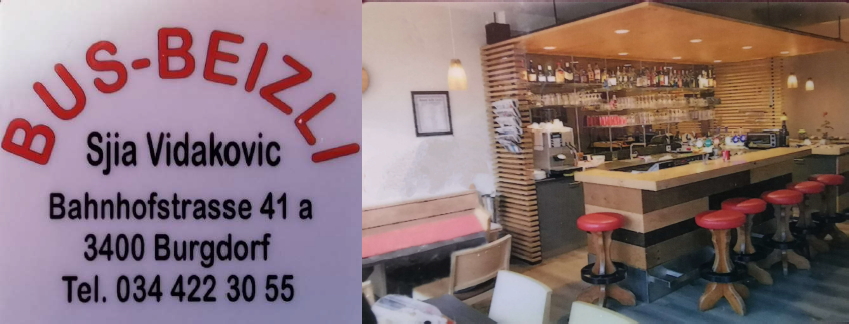 BUS-BEIZLI
Sjia Vidakovic
Bahnhofstrasse 41 a
3400 Burgdorf
Tel. 034 422 30 55